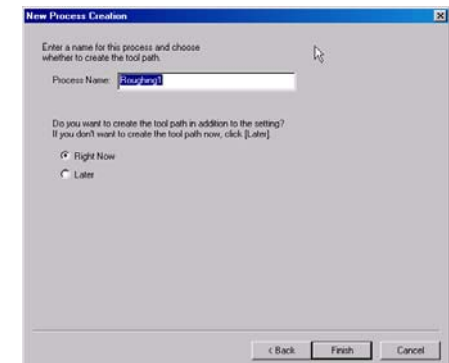 New Process Creation
Enter a name for this process and choose
whether to create the tool path.
Process Name: Roughing1
Do you want to create the tool path in addition to the setting?
If you don't want to create the tool path now, click [Later].
Right Now
Later
< Back Finish Cancel